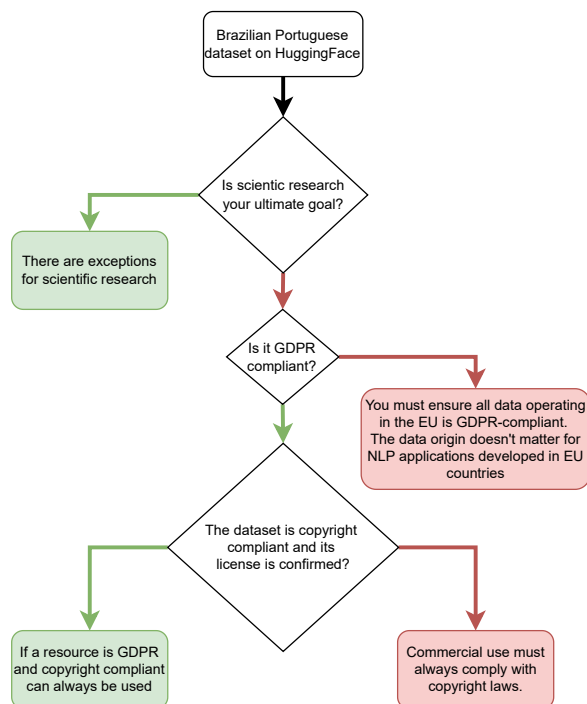 Brazilian Portuguese
dataset on HuggingFace
Is scientic research
your ultimate goal?
There are exceptions
for scientific research
Is it GDPR
compliant?
You must ensure all data operating
in the EU is GDPR-compliant.
The data origin doesn't matter for
NLP applications developed in EU
countries
The dataset is copyright
compliant and its
license is confirmed?
If a resource is GDPR
and copyright compliant
can always be used
Commercial use must
always comply with
copyright laws.